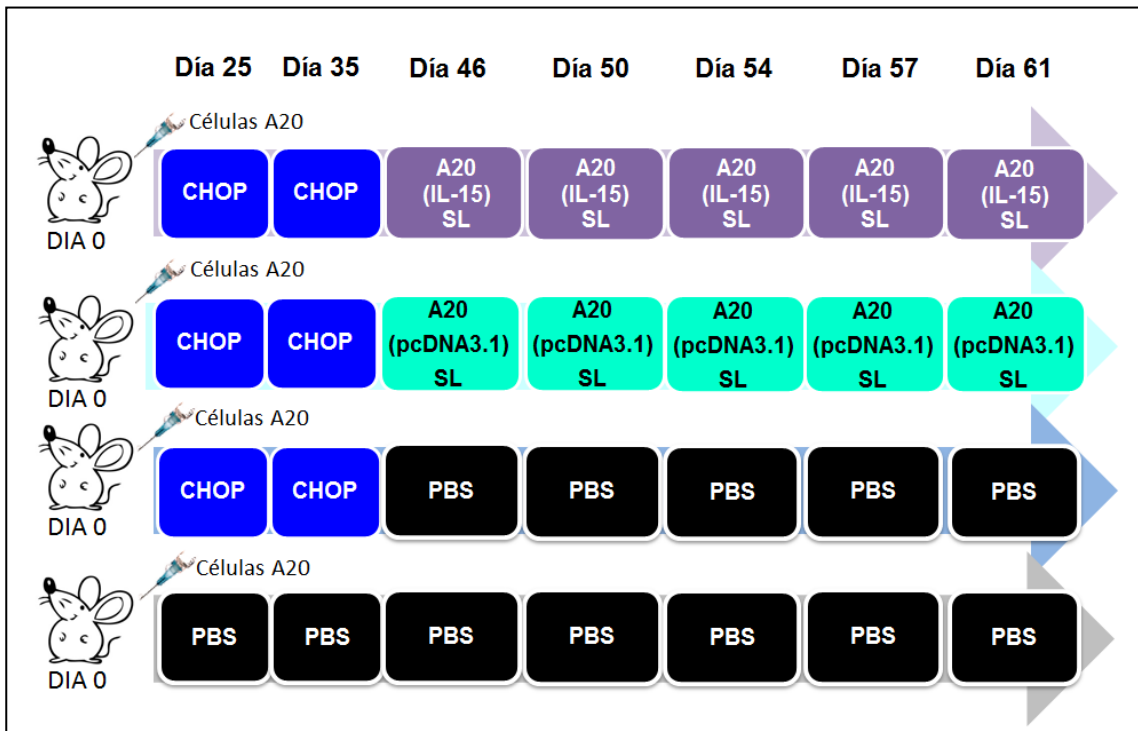 Día 25 Día 35 Día 46 Día 50 Día 54 Día 57 Día 61
Células A20
CHOP CHOP A20 (IL-15) SL A20 (IL-15) SL A20 (IL-15) SL A20 (IL-15) SL A20 (IL-15) SL
DIA 0
Células A20
CHOP CHOP A20 (pcDNA3.1) SL A20 (pcDNA3.1) SL A20 (pcDNA3.1) SL A20 (pcDNA3.1) SL A20 (pcDNA3.1) SL
DIA 0
Células A20
CHOP CHOP PBS PBS PBS PBS PBS
DIA 0
Células A20
PBS PBS PBS PBS PBS PBS PBS
DIA 0